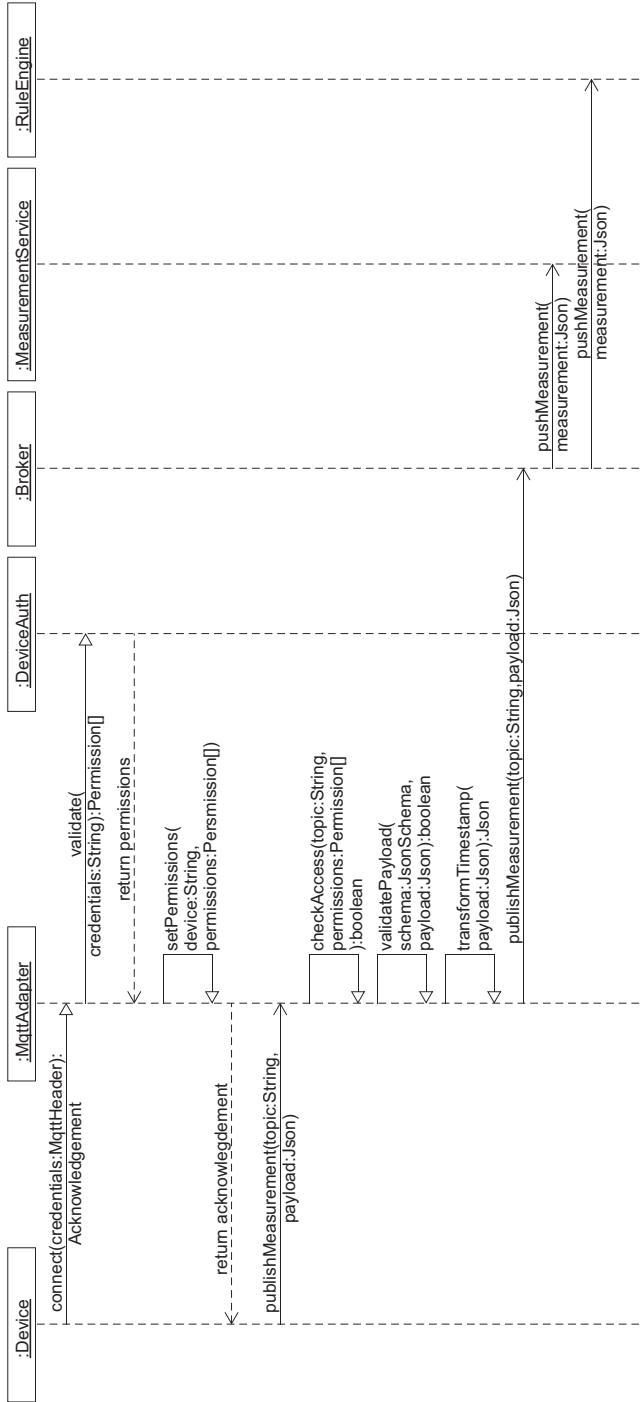 :Device
:MqttAdapter
:DeviceAuth
:Broker
:MeasurementService
:RuleEngine
connect(credentials:MqttHeader):
Acknowledgement
validate(
credentials:String):Permission[]
return permissions
setPermissions(
device:String,
permissions:Persmission[])
return acknowlegdement
publishMeasurement(topic:String,
payload:Json)
checkAccess(topic:String,
permissions:Permission[]
):boolean
validatePayload(
schema:JsonSchema,
payload:Json):boolean
transformTimestamp(
payload:Json):Json
publishMeasurement(topic:String,payload:Json)
pushMeasurement(
measurement:Json)
pushMeasurement(
measurement:Json)